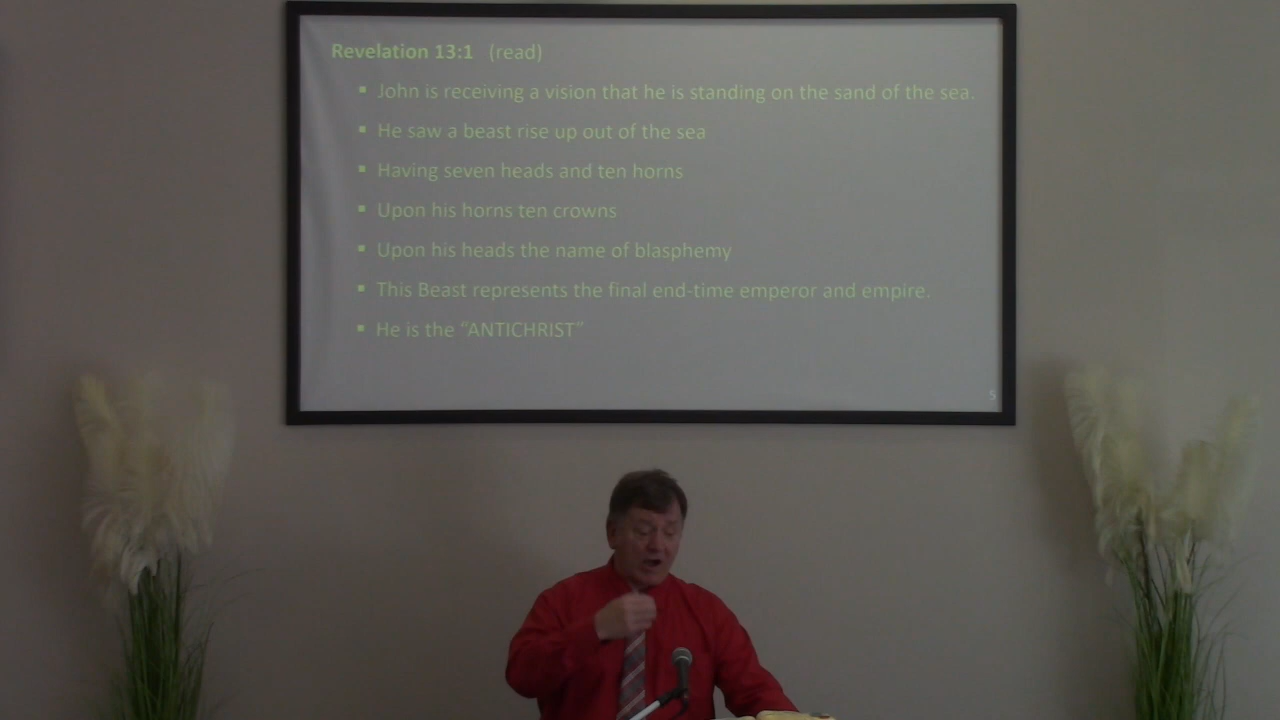 Revelation 13:1 (read)
▪ John is receiving a vision that he is standing on the sand of the sea.
▪ He saw a beast rise up out of the sea
▪ Having seven heads and ten horns
▪ Upon his horns ten crowns
▪ Upon his heads the name of blasphemy
▪ This Beast represents the final end-time emperor and empire.
▪ He is the “ANTICHRIST”
5